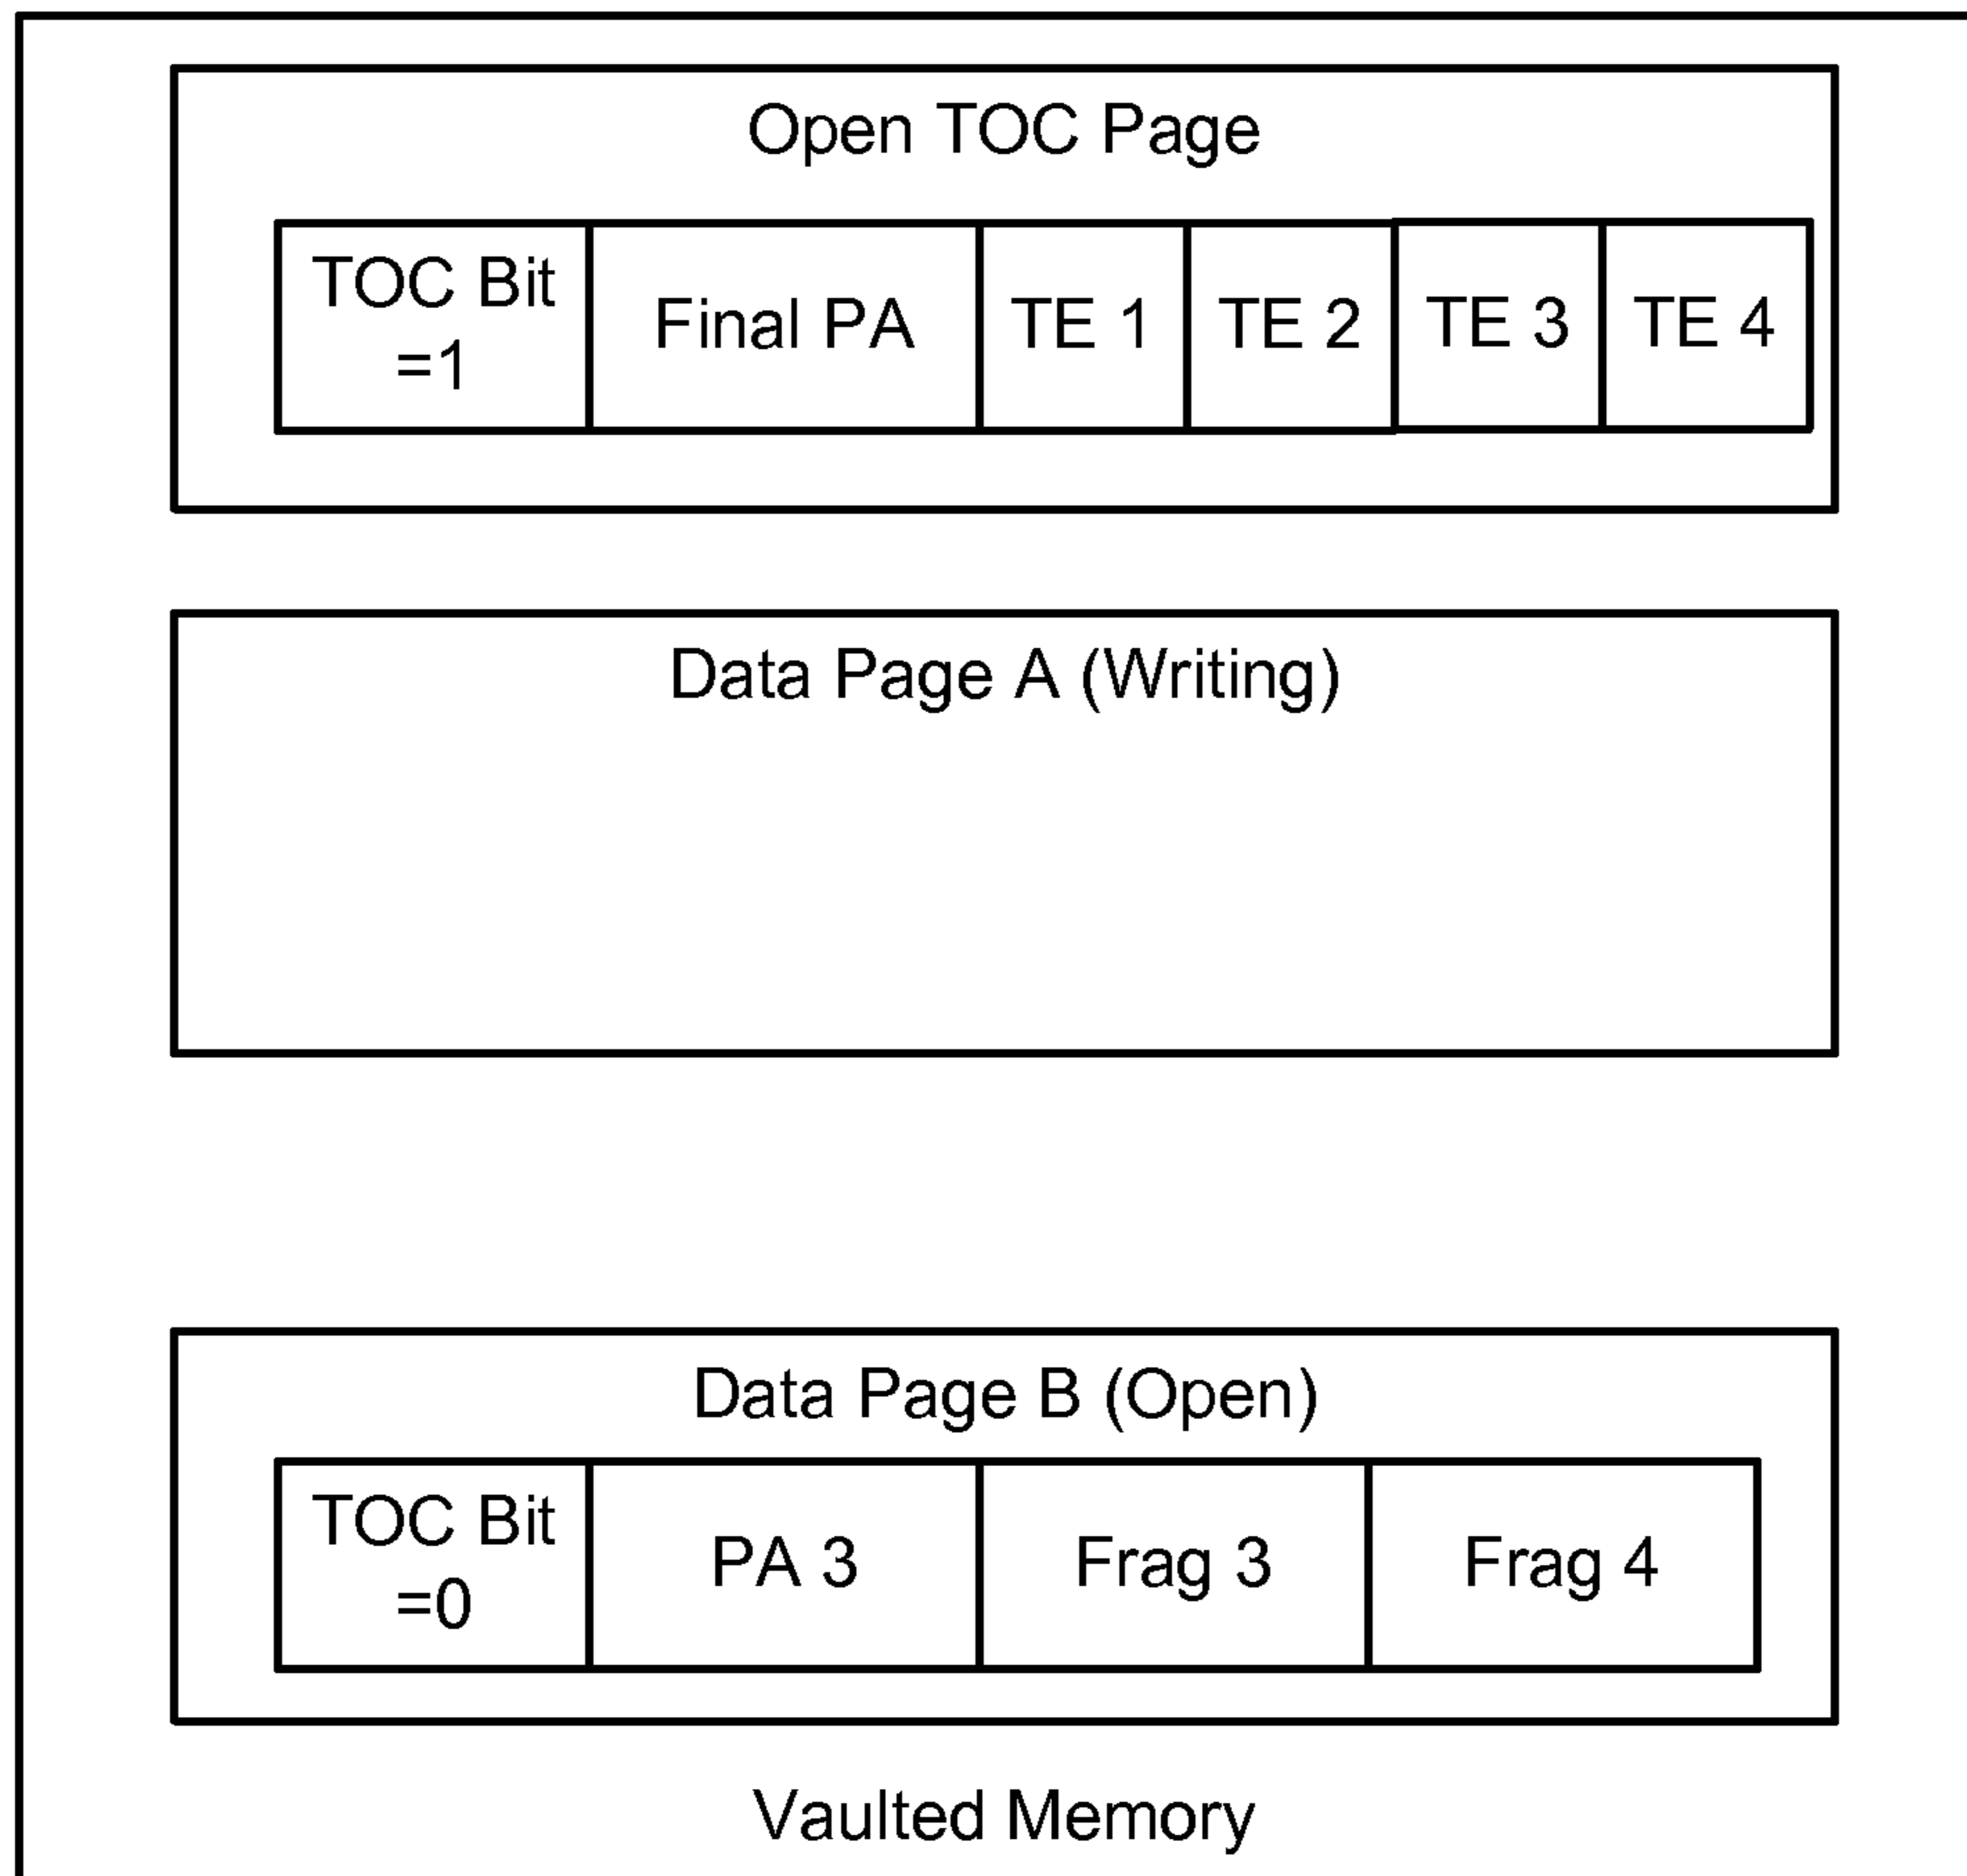 Open TOC Page
TOC Bit
=1
Final PA
TE 1
TE 2
TE 3
TE 4
Data Page A (Writing)
Data Page B (Open)
TOC Bit
=0
PA 3
Frag 3
Frag 4
Vaulted Memory